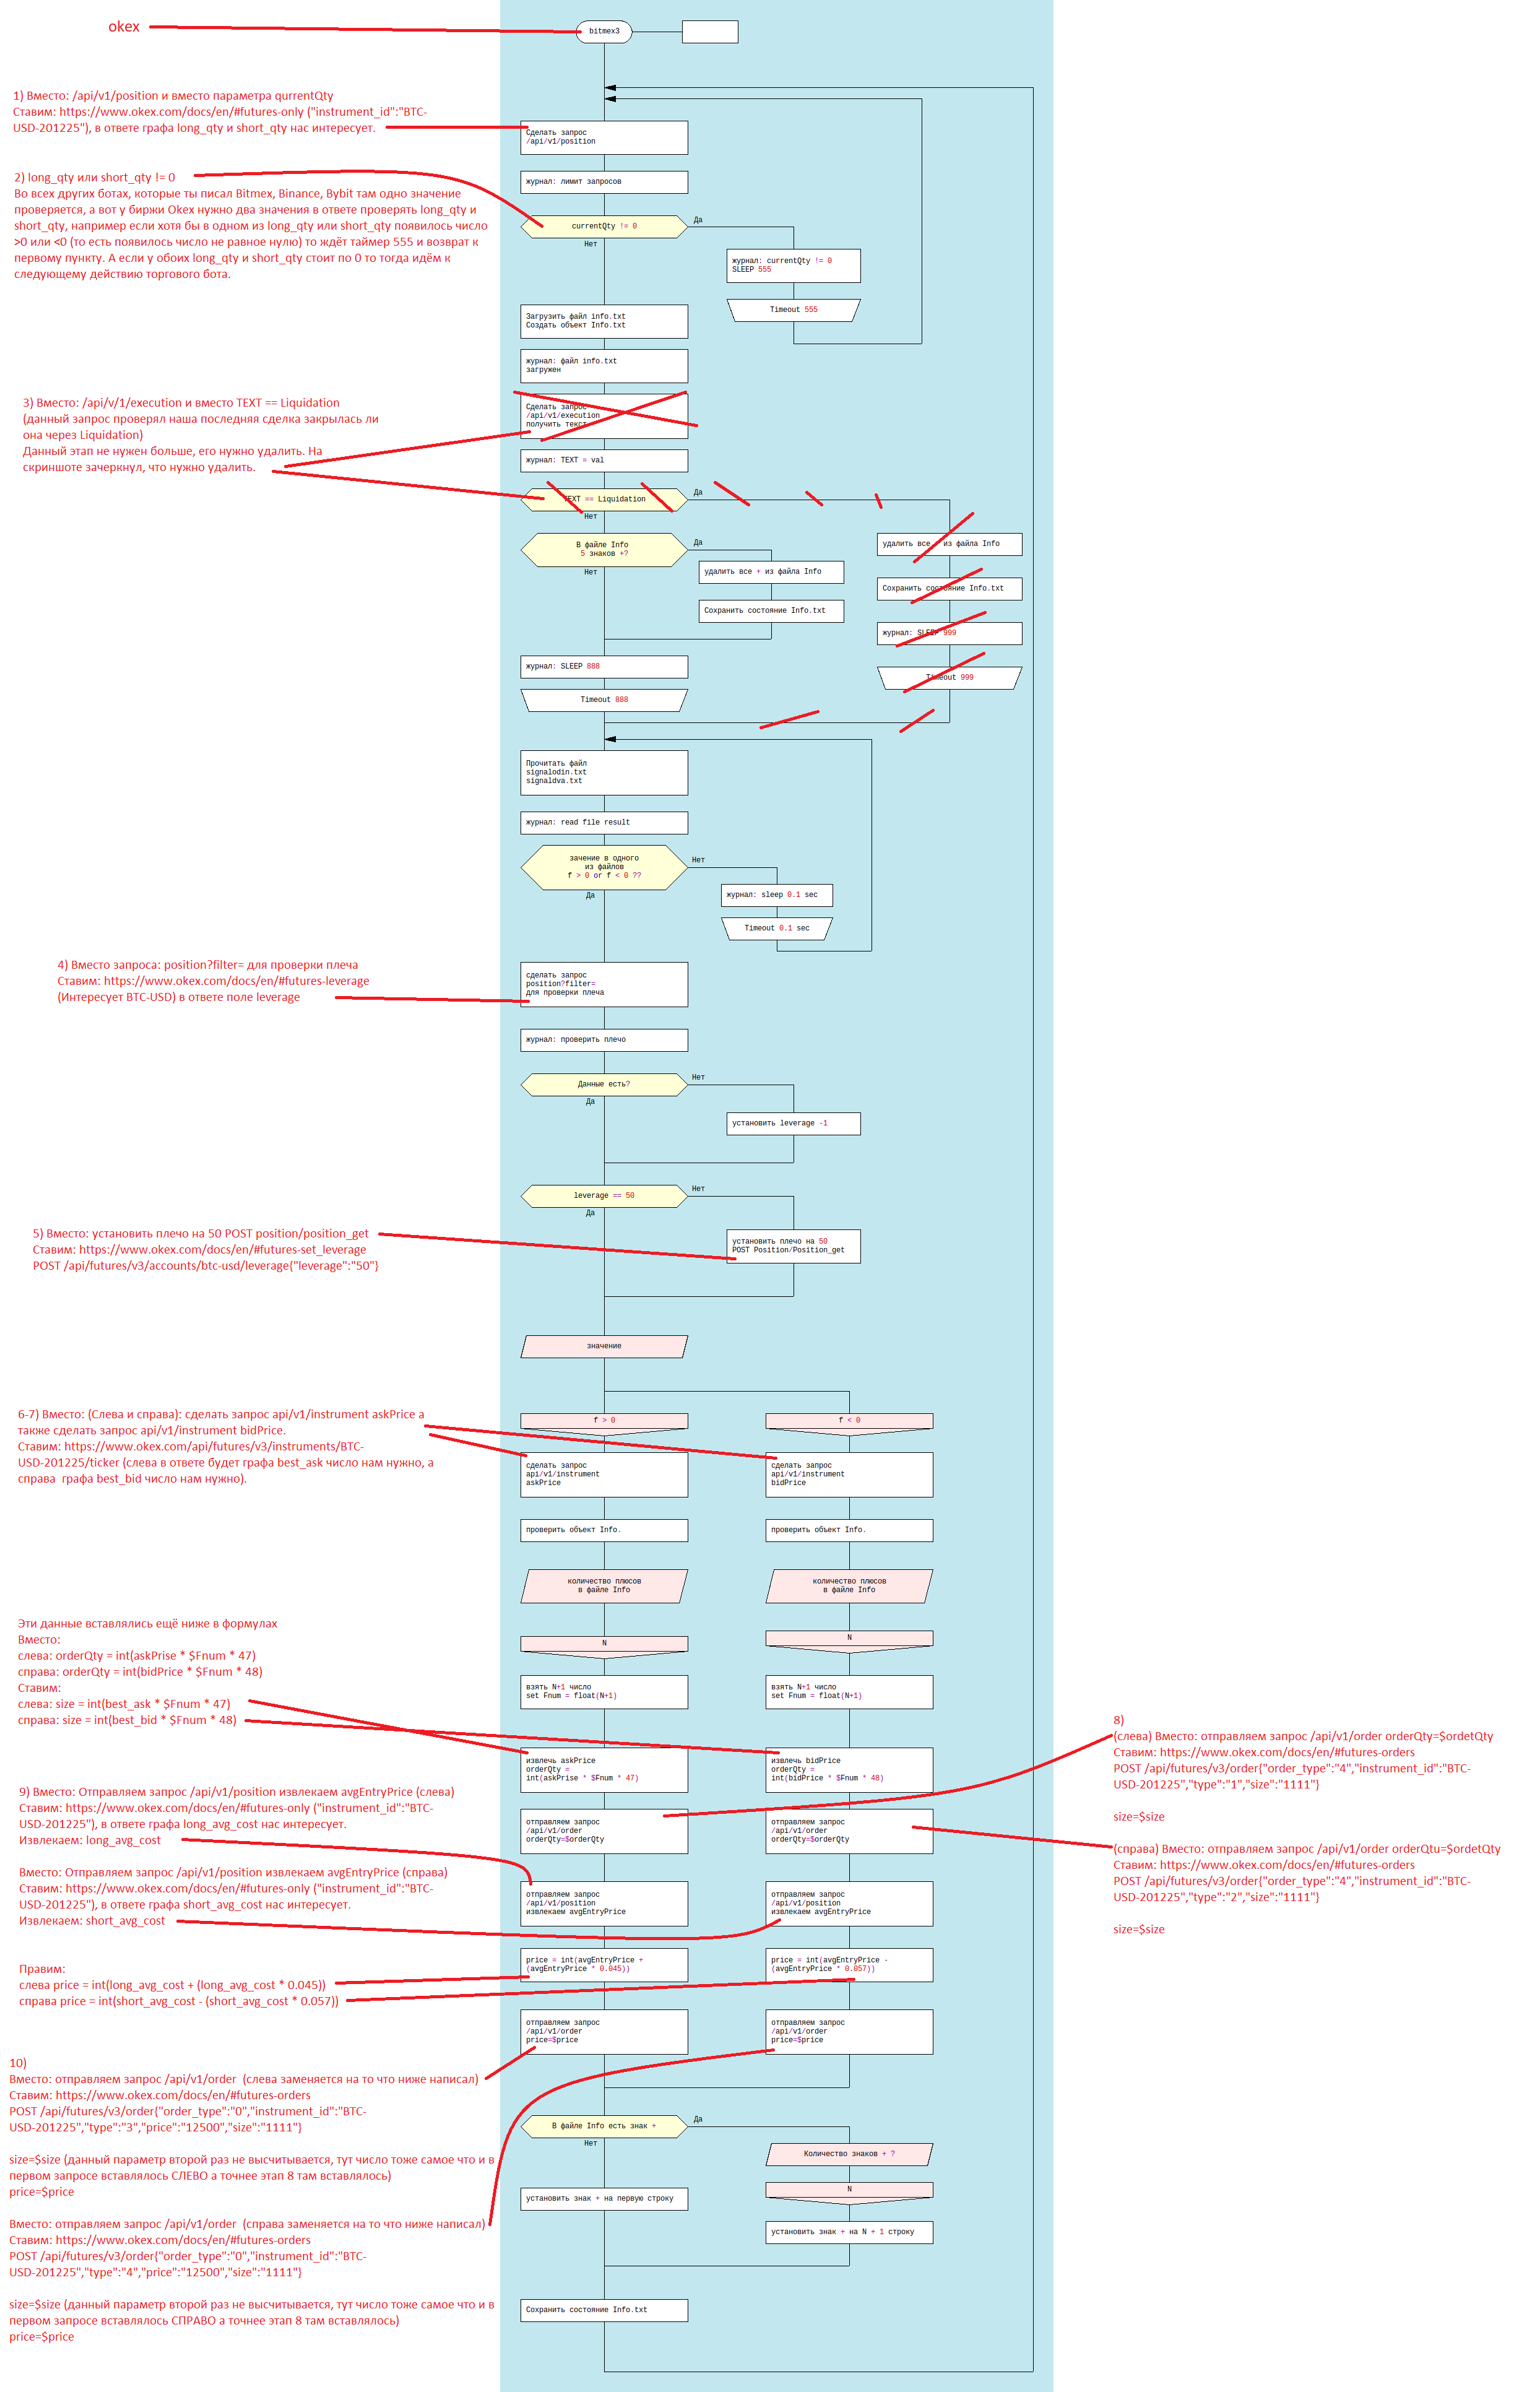 okex
bitmex3
1) Вместо: /api/v1/position и вместо параметра qurrentQty
Ставим: https://www.okex.com/docs/en/#futures-only ("instrument_id":"BTC-
USD-201225"), в ответе графа long_qty и short_qty нас интересует.
Сделать запрос
/api/v1/position
журнал: лимит запросов
2) long_qty или short_qty != 0
Во всех других ботах, которые ты писал Bitmex, Binance, Bybit там одно значение
проверяется, а вот у биржи Okex нужно два значения в ответе проверять long_qty и
short_qty, например если хотя бы в одном из long_qty или short_qty появилось число
>0 или <0 (то есть появилось число не равное нулю) то ждёт таймер 555 и возврат к
первому пункту. А если у обоих long_qty и short_qty стоит по 0 то тогда идём к
следующему действию торгового бота.
currentQty != 0
Да
Нет
журнал: currentQty != 0
SLEEP 555
Timeout 555
Загрузить файл info.txt
Создать объект Info.txt
журнал: файл info.txt
загружен
3) Вместо: /api/v/1/execution и вместо TEXT == Liquidation
(данный запрос проверял наша последняя сделка закрылась ли
она через Liquidation)
Данный этап не нужен больше, его нужно удалить. На
скриншоте зачеркнул, что нужно удалить.
Сделать запрос
/api/v1/execution
получить текст
журнал: TEXT = val
TEXT == Liquidation
Да
Нет
В файле Info
5 знаков +?
Да
Нет
удалить все + из файла Info
Сохранить состояние Info.txt
удалить все + из файла Info
Сохранить состояние Info.txt
журнал: SLEEP 999
Timeout 999
журнал: SLEEP 888
Timeout 888
Прочитать файл
signalodin.txt
signaldva.txt
журнал: read file result
зачение в одного
из файлов
f > 0 or f < 0 ??
Нет
Да
журнал: sleep 0.1 sec
Timeout 0.1 sec
4) Вместо запроса: position?filter= для проверки плеча
Ставим: https://www.okex.com/docs/en/#futures-leverage
(Интересует BTC-USD) в ответе поле leverage
сделать запрос
position?filter=
для проверки плеча
журнал: проверить плечо
Данные есть?
Нет
Да
установить leverage -1
leverage == 50
Нет
Да
5) Вместо: установить плечо на 50 POST position/position_get
Ставим: https://www.okex.com/docs/en/#futures-set_leverage
POST /api/futures/v3/accounts/btc-usd/leverage{"leverage":"50"}
установить плечо на 50
POST Position/Position_get
значение
f > 0
f < 0
6-7) Вместо: (Слева и справа): сделать запрос api/v1/instrument askPrice а
также сделать запрос api/v1/instrument bidPrice.
Ставим: https://www.okex.com/api/futures/v3/instruments/BTC-
USD-201225/ticker (слева в ответе будет графа best_ask число нам нужно, а
справа  графа best_bid число нам нужно).
сделать запрос
api/v1/instrument
askPrice
сделать запрос
api/v1/instrument
bidPrice
проверить объект Info.
проверить объект Info.
количество плюсов
в файле Info
количество плюсов
в файле Info
N
N
Эти данные вставлялись ещё ниже в формулах
Вместо:
слева: orderQty = int(askPrise * $Fnum * 47)
справа: orderQty = int(bidPrice * $Fnum * 48)
Ставим:
слева: size = int(best_ask * $Fnum * 47)
справа: size = int(best_bid * $Fnum * 48)
взять N+1 число
set Fnum = float(N+1)
взять N+1 число
set Fnum = float(N+1)
извлечь askPrice
orderQty =
int(askPrise * $Fnum * 47)
извлечь bidPrice
orderQty =
int(bidPrice * $Fnum * 48)
8)
(слева) Вместо: отправляем запрос /api/v1/order orderQty=$ordetQty
Ставим: https://www.okex.com/docs/en/#futures-orders
POST /api/futures/v3/order{"order_type":"4","instrument_id":"BTC-
USD-201225","type":"1","size":"1111"}
size=$size
(справа) Вместо: отправляем запрос /api/v1/order orderQtu=$ordetQty
Ставим: https://www.okex.com/docs/en/#futures-orders
POST /api/futures/v3/order{"order_type":"4","instrument_id":"BTC-
USD-201225","type":"2","size":"1111"}
size=$size
отправляем запрос
/api/v1/order
orderQty=$orderQty
отправляем запрос
/api/v1/order
orderQty=$orderQty
9) Вместо: Отправляем запрос /api/v1/position извлекаем avgEntryPrice (слева)
Ставим: https://www.okex.com/docs/en/#futures-only ("instrument_id":"BTC-
USD-201225"), в ответе графа long_avg_cost нас интересует.
Извлекаем: long_avg_cost
Вместо: Отправляем запрос /api/v1/position извлекаем avgEntryPrice (справа)
Ставим: https://www.okex.com/docs/en/#futures-only ("instrument_id":"BTC-
USD-201225"), в ответе графа short_avg_cost нас интересует.
Извлекаем: short_avg_cost
отправляем запрос
/api/v1/position
извлекаем avgEntryPrice
отправляем запрос
/api/v1/position
извлекаем avgEntryPrice
Правим:
слева price = int(long_avg_cost + (long_avg_cost * 0.045))
справа price = int(short_avg_cost - (short_avg_cost * 0.057))
price = int(avgEntryPrice +
(avgEntryPrice * 0.045))
price = int(avgEntryPrice -
(avgEntryPrice * 0.057))
отправляем запрос
/api/v1/order
price=$price
отправляем запрос
/api/v1/order
price=$price
10)
Вместо: отправляем запрос /api/v1/order  (слева заменяется на то что ниже написал)
Ставим: https://www.okex.com/docs/en/#futures-orders
POST /api/futures/v3/order{"order_type":"0","instrument_id":"BTC-
USD-201225","type":"3","price":"12500","size":"1111"}
size=$size (данный параметр второй раз не высчитывается, тут число тоже самое что и в
первом запросе вставлялось СЛЕВО а точнее этап 8 там вставлялось)
price=$price
Вместо: отправляем запрос /api/v1/order  (справа заменяется на то что ниже написал)
Ставим: https://www.okex.com/docs/en/#futures-orders
POST /api/futures/v3/order{"order_type":"0","instrument_id":"BTC-
USD-201225","type":"4","price":"12500","size":"1111"}
size=$size (данный параметр второй раз не высчитывается, тут число тоже самое что и в
первом запросе вставлялось СПРАВО а точнее этап 8 там вставлялось)
price=$price
В файле Info есть знак +
Да
Нет
Количество знаков + ?
N
установить знак + на первую строку
установить знак + на N + 1 строку
Сохранить состояние Info.txt